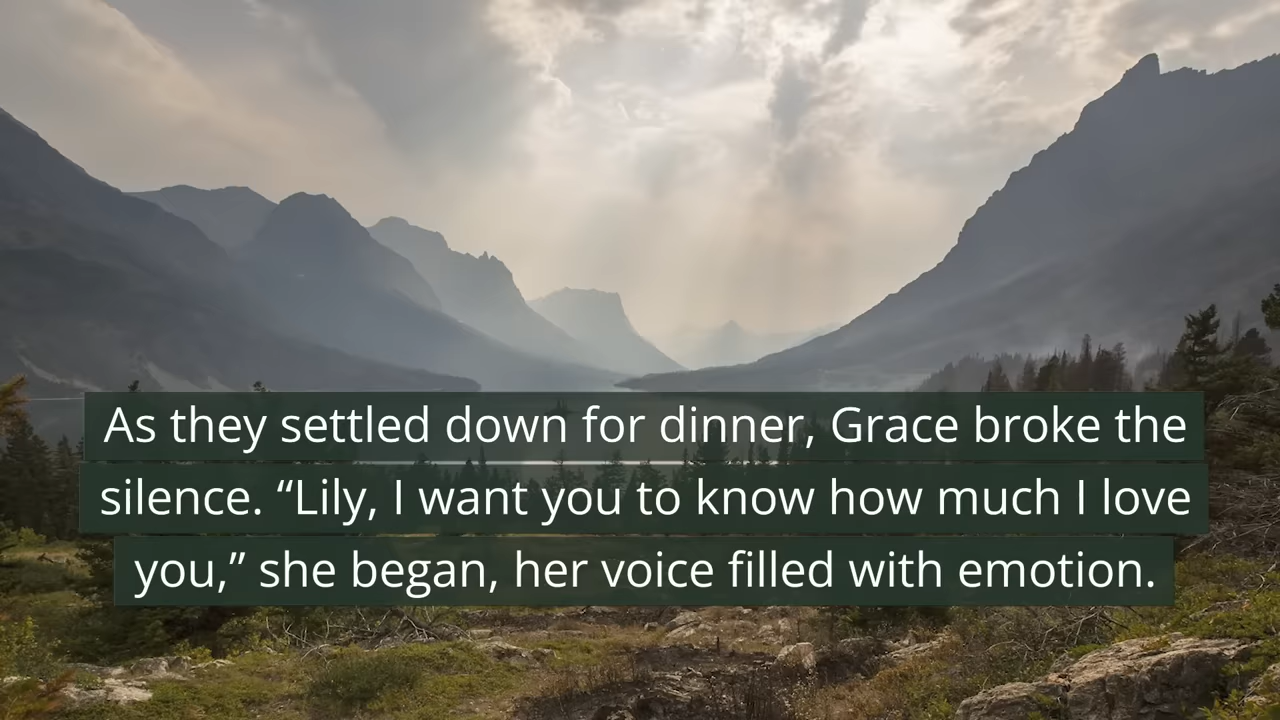 As they settled down for dinner, Grace broke the
silence. “Lily, I want you to know how much I love
you,” she began, her voice filled with emotion.